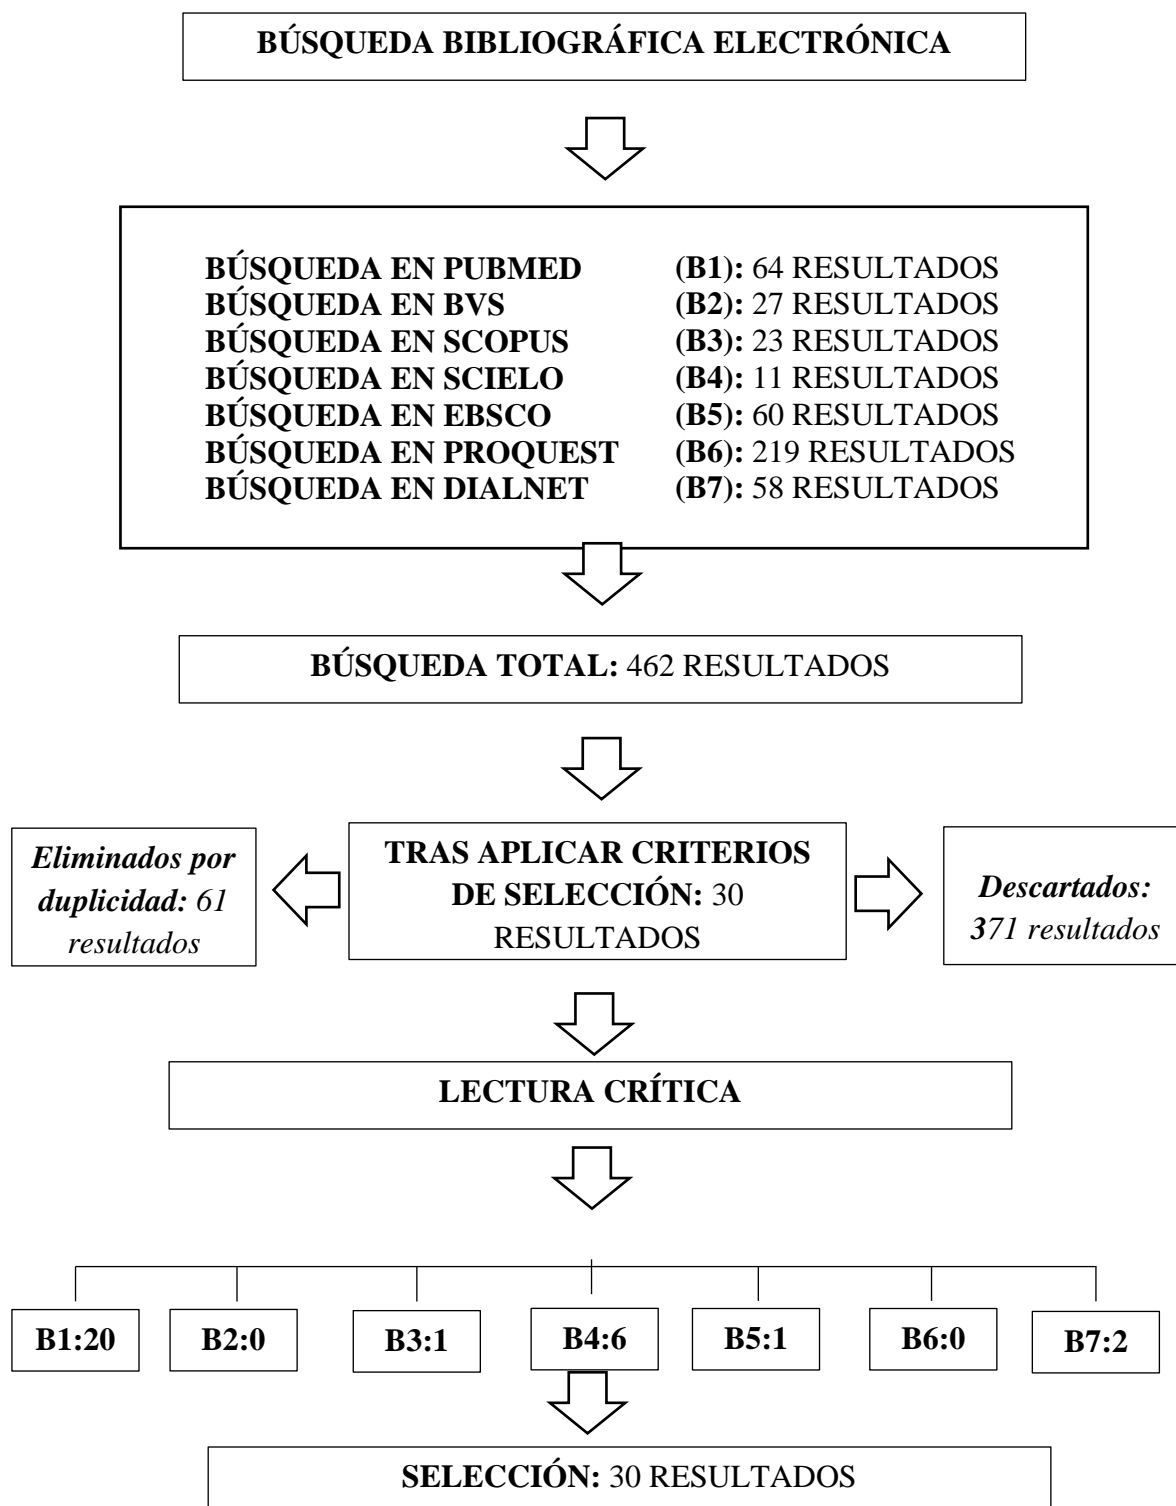 BÚSQUEDA BIBLIOGRÁFICA ELECTRÓNICA
BÚSQUEDA EN PUBMED (B1): 64 RESULTADOS
BÚSQUEDA EN BVS (B2): 27 RESULTADOS
BÚSQUEDA EN SCOPUS (B3): 23 RESULTADOS
BÚSQUEDA EN SCIELO (B4): 11 RESULTADOS
BÚSQUEDA EN EBSCO (B5): 60 RESULTADOS
BÚSQUEDA EN PROQUEST (B6): 219 RESULTADOS
BÚSQUEDA EN DIALNET (B7): 58 RESULTADOS
BÚSQUEDA TOTAL: 462 RESULTADOS
Eliminados por
duplicidad: 61
resultados
TRAS APLICAR CRITERIOS
DE SELECCIÓN: 30
RESULTADOS
Descartados:
371 resultados
LECTURA CRÍTICA
B1:20
B2:0
B3:1
B4:6
B5:1
B6:0
B7:2
SELECCIÓN: 30 RESULTADOS